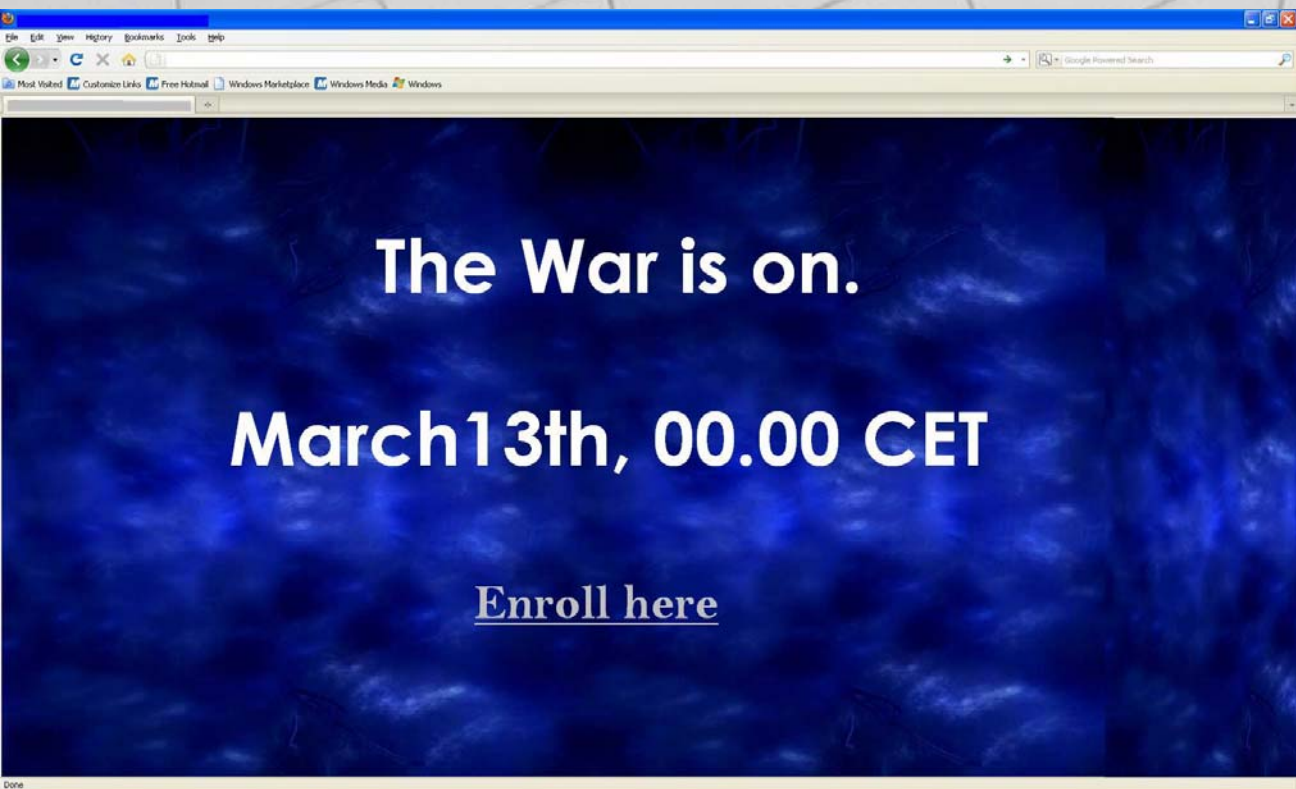 File Edit View History Bookmarks Tools Help
Google Powered Search
Most Visited Customize Links Free Hotmail Windows Marketplace Windows Media Windows
The War is on.
March13th, 00.00 CET
Enroll here
Done